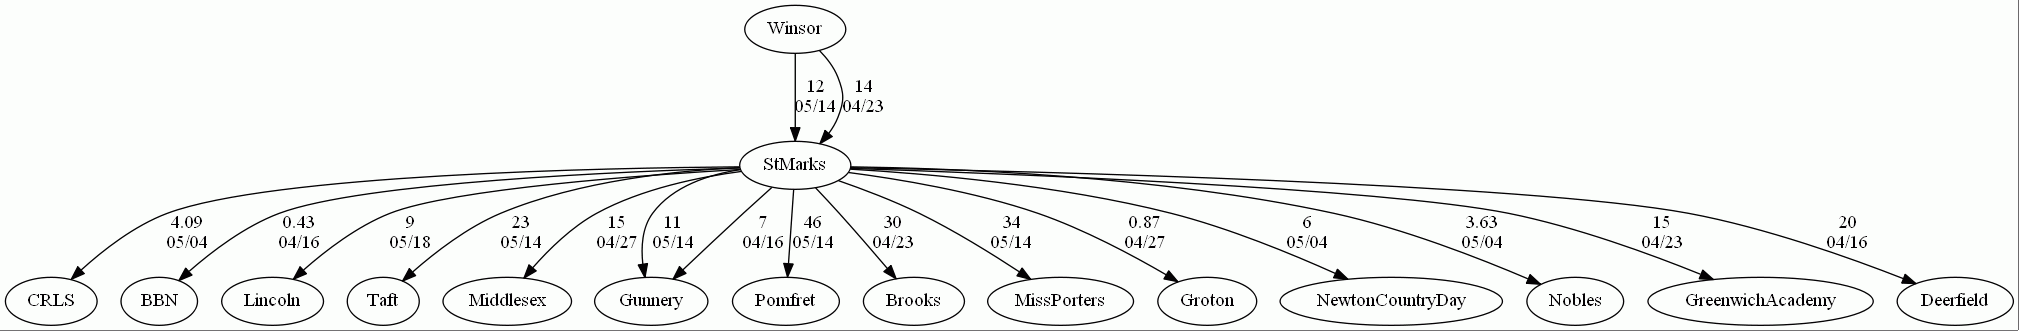 Winsor
12
05/14
14
04/23
StMarks
4.09
05/04
0.43
04/16
9
05/18
23
05/14
15
04/27
11
05/14
7
04/16
46
05/14
30
04/23
34
05/14
0.87
04/27
6
05/04
3.63
05/04
15
04/23
20
04/16
CRLS
BBN
Lincoln
Taft
Middlesex
Gunnery
Pomfret
Brooks
MissPorters
Groton
NewtonCountryDay
Nobles
GreenwichAcademy
Deerfield